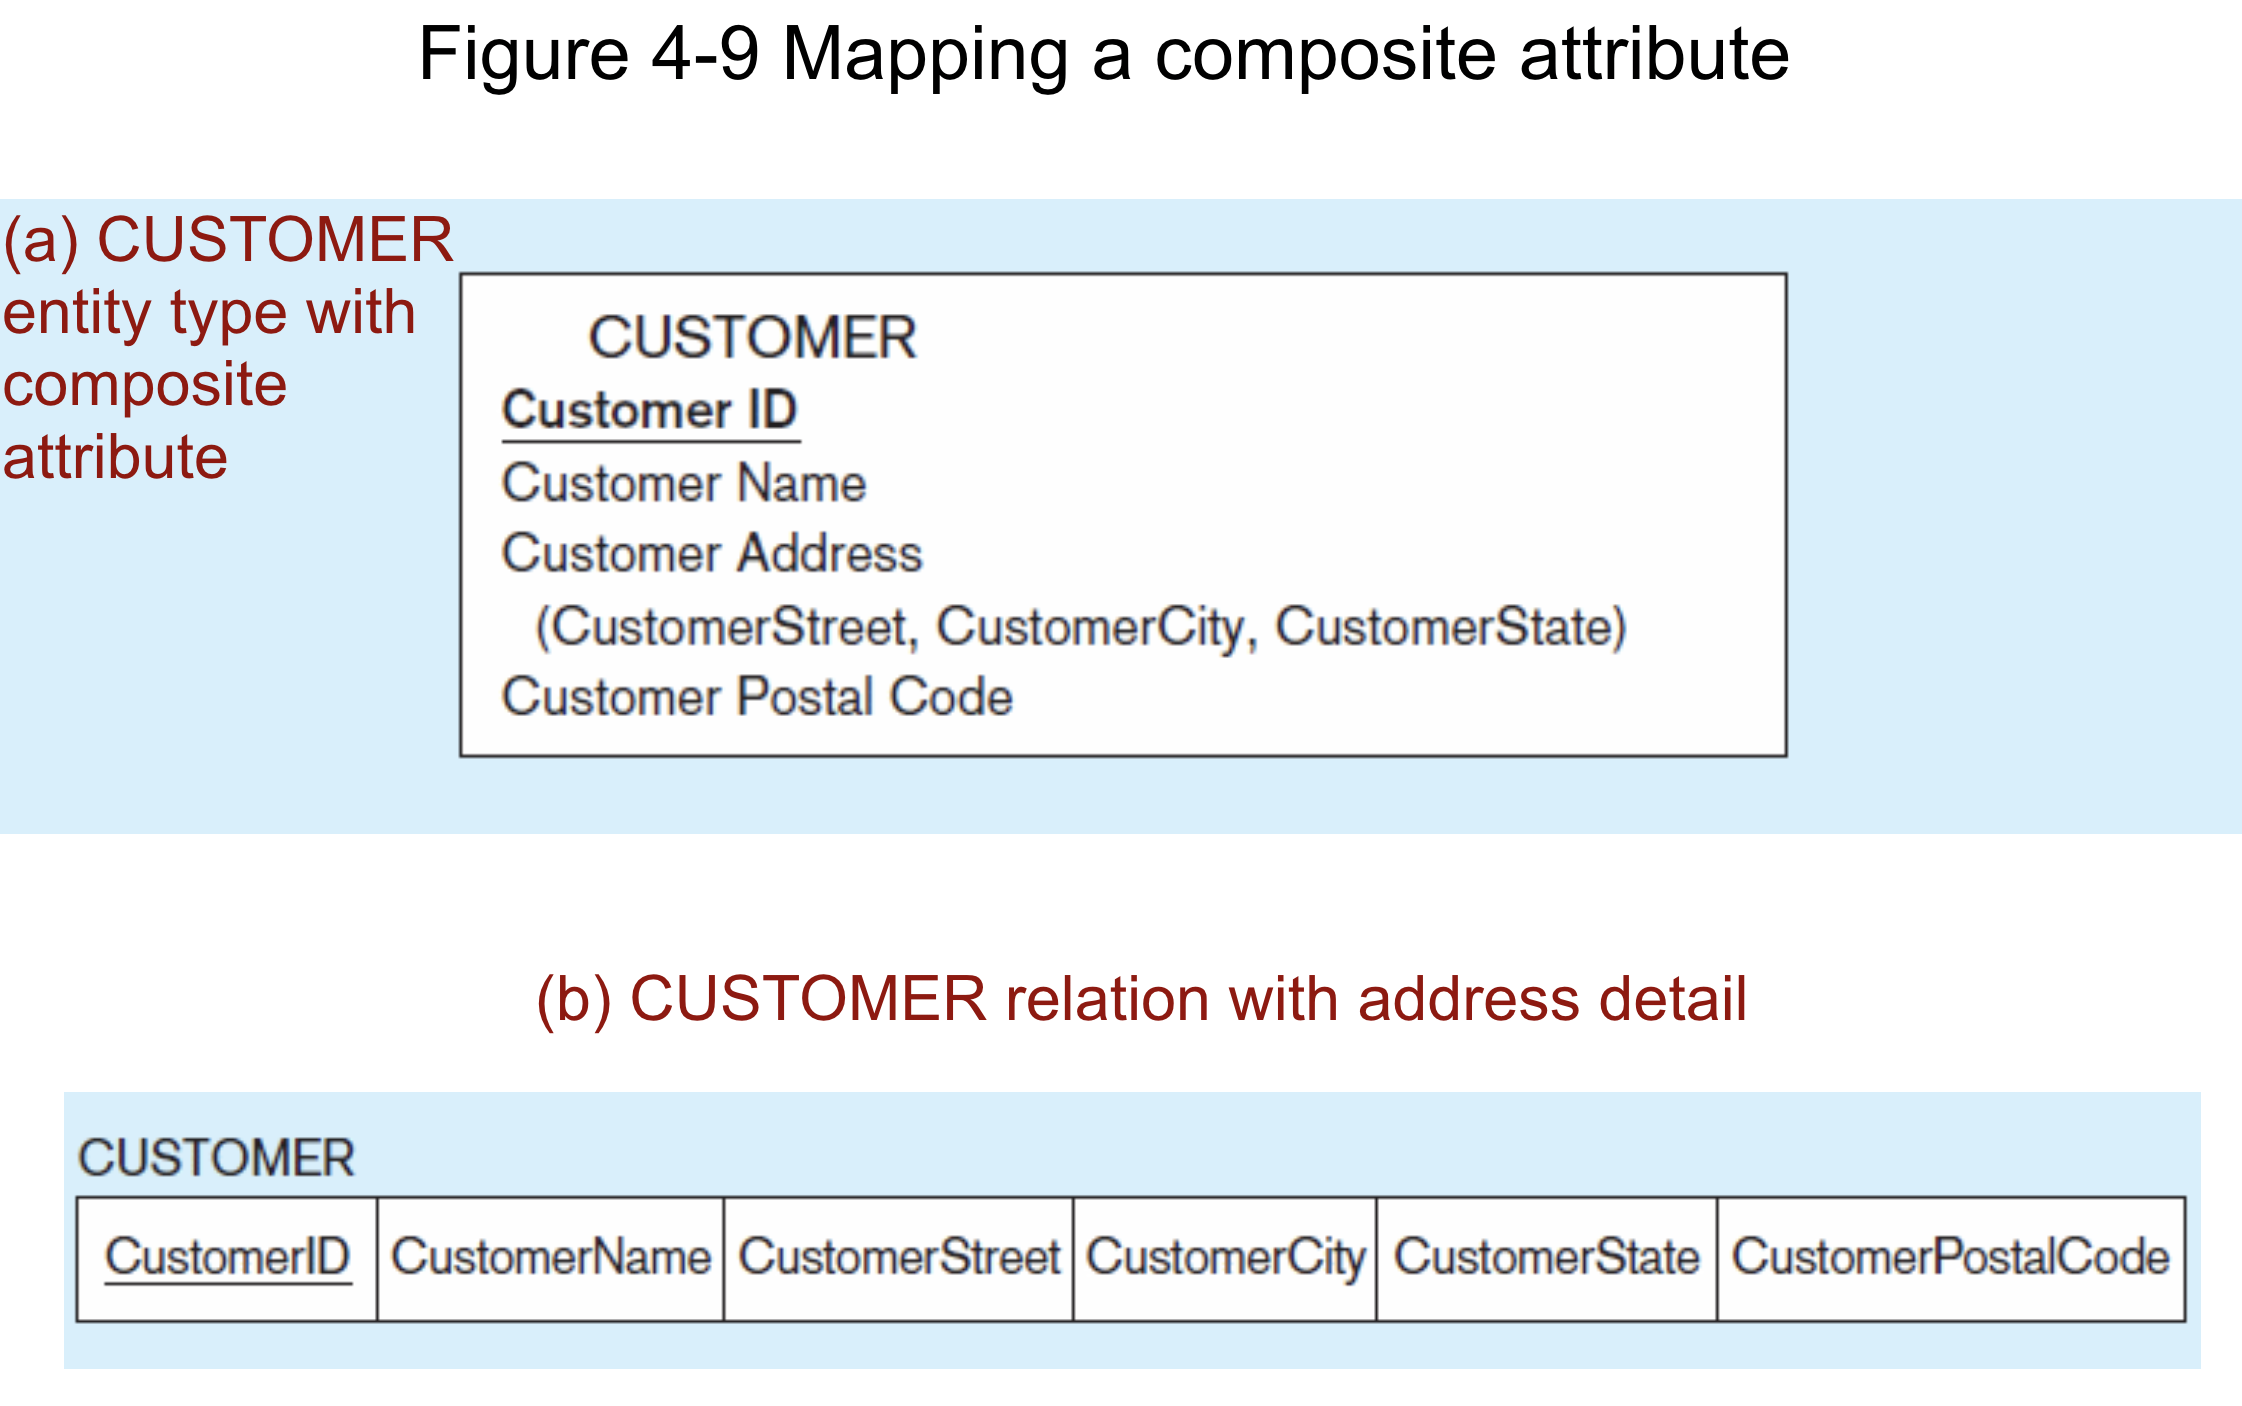 Figure 4-9 Mapping a composite attribute
(a) CUSTOMER
entity type with
composite
attribute
CUSTOMER
Customer ID
Customer Name
Customer Address
(CustomerStreet, CustomerCity, CustomerState)
Customer Postal Code
(b) CUSTOMER relation with address detail
CUSTOMER
CustomerID CustomerName CustomerStreet CustomerCity CustomerState CustomerPostalCode